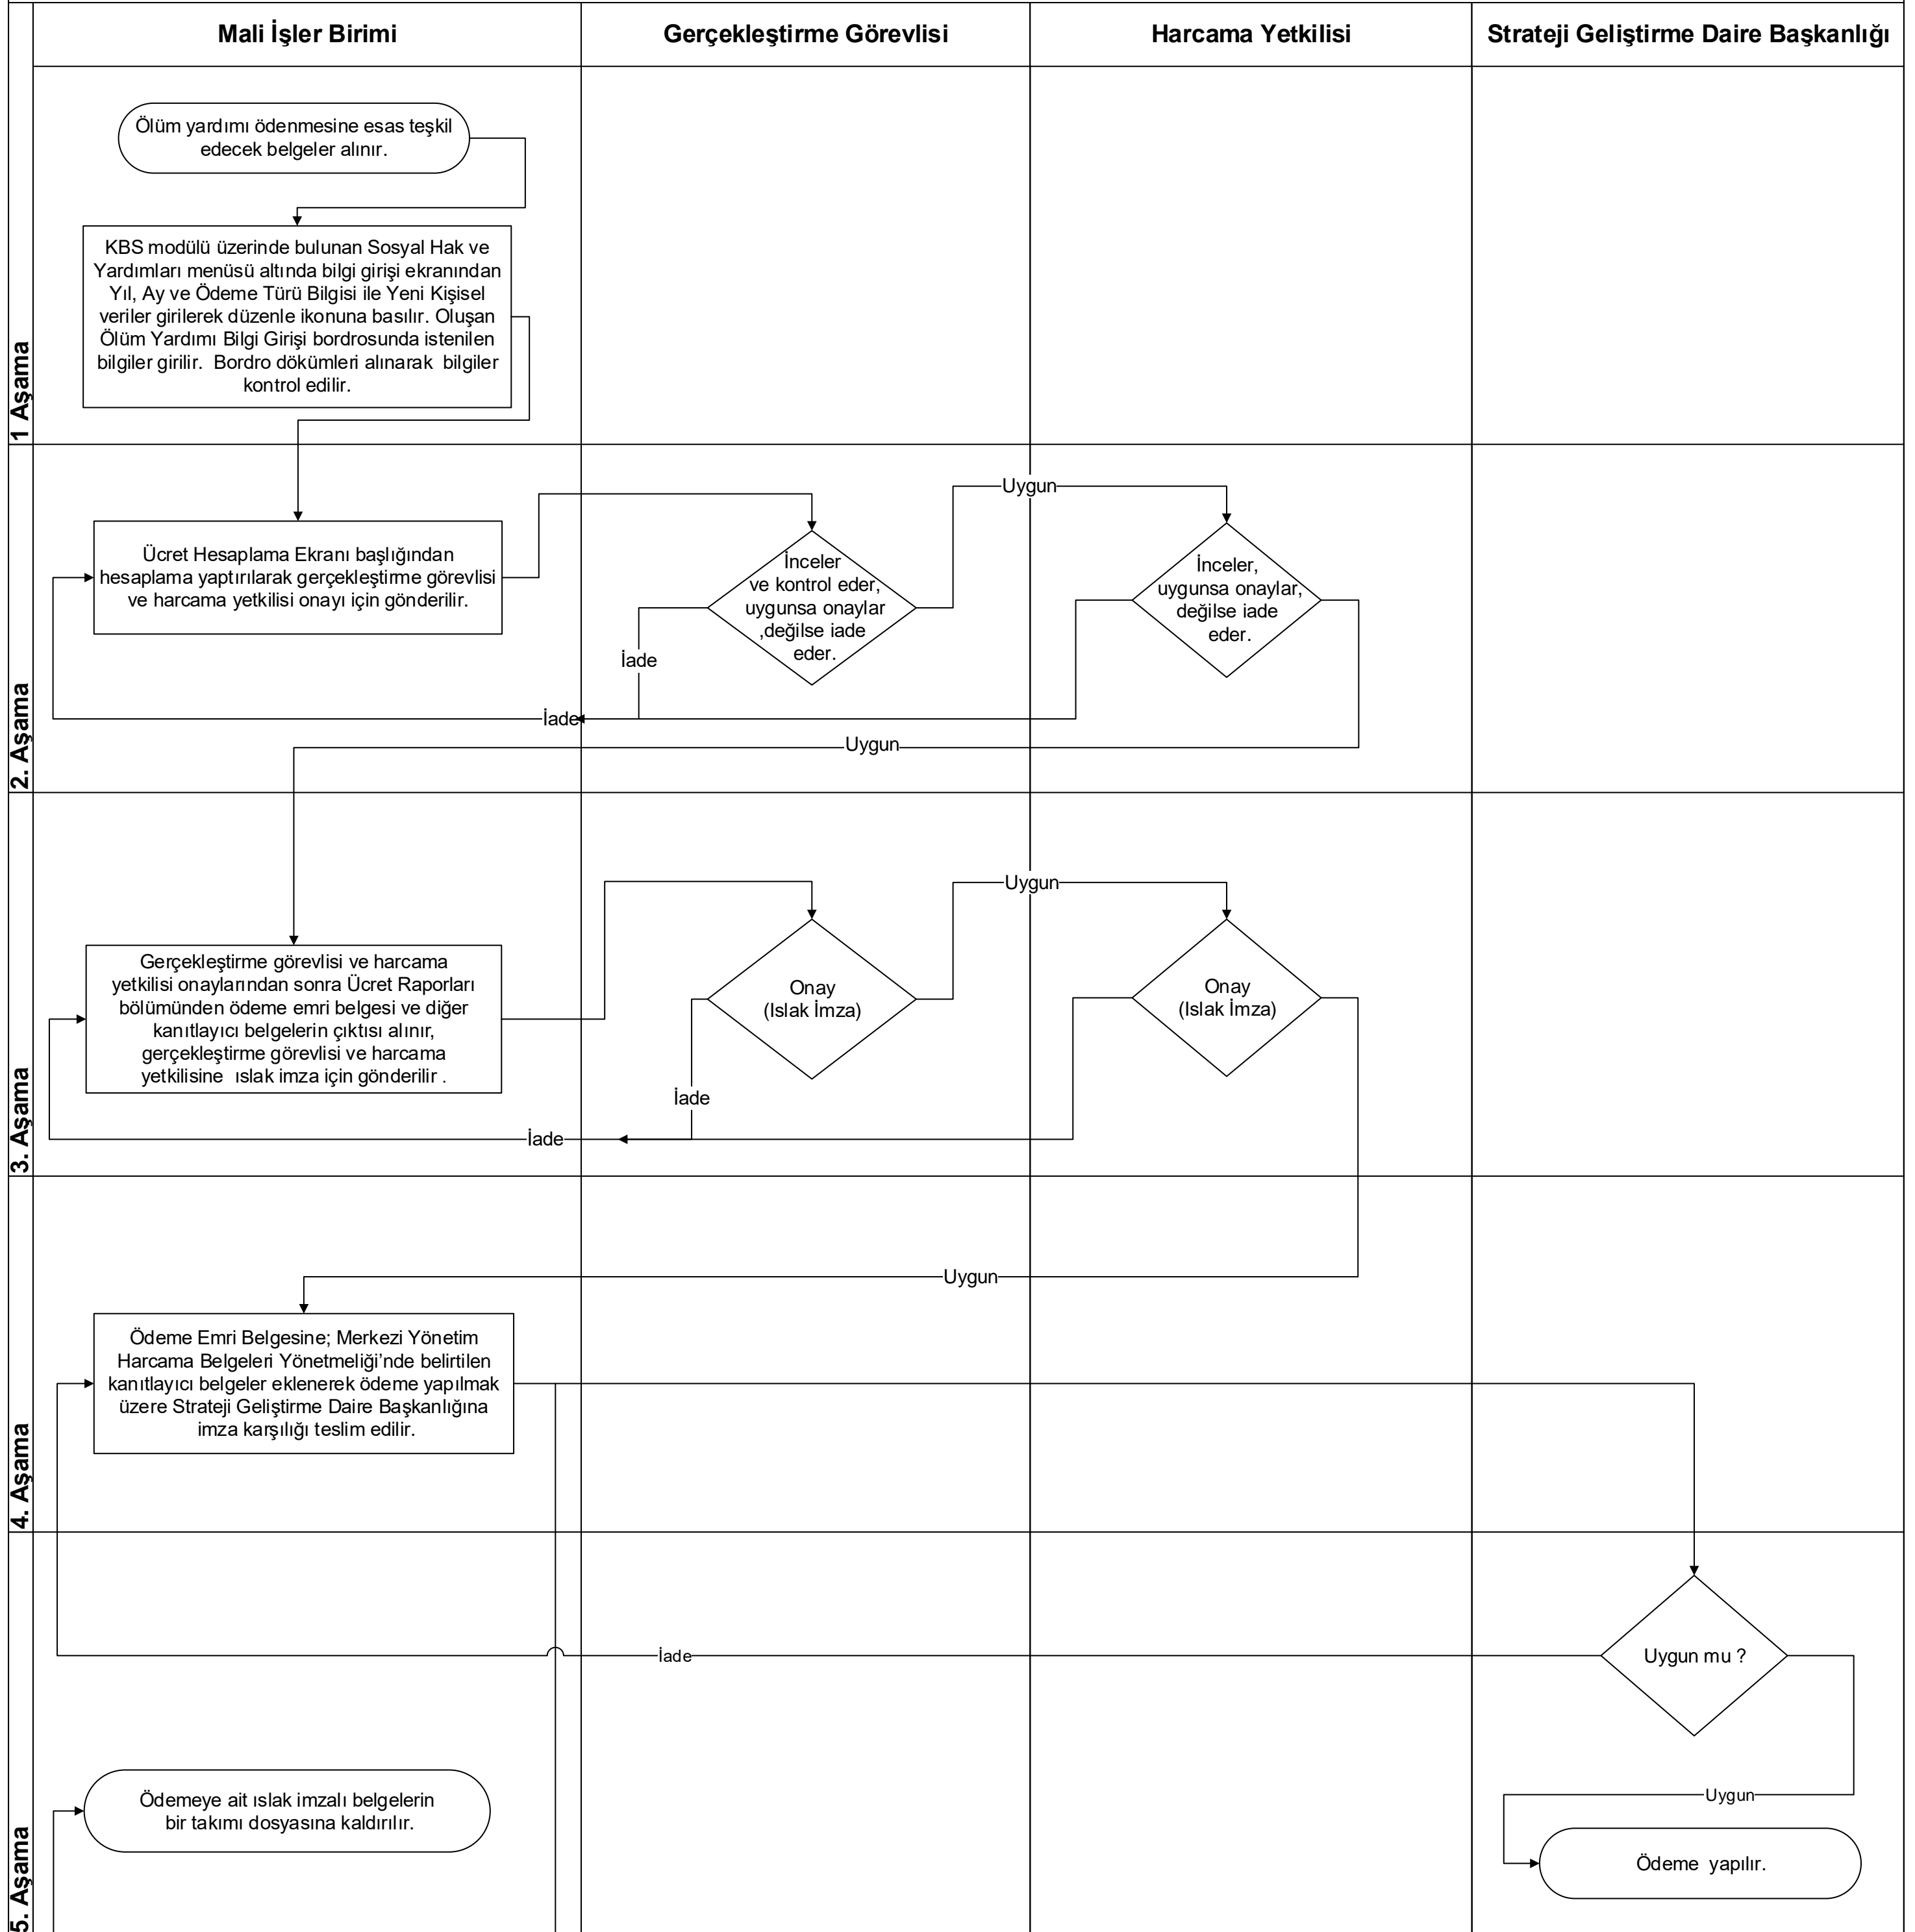 Mali İşler Birimi
Gerçekleştirme Görevlisi
Harcama Yetkilisi
Strateji Geliştirme Daire Başkanlığı
1 Aşama
Ölüm yardımı ödenmesine esas teşkil
edecek belgeler alınır.
KBS modülü üzerinde bulunan Sosyal Hak ve
Yardımları menüsü altında bilgi girişi ekranından
Yıl, Ay ve Ödeme Türü Bilgisi ile Yeni Kişisel
veriler girilerek düzenle ikonuna basılır. Oluşan
Ölüm Yardımı Bilgi Girişi bordrosunda istenilen
bilgiler girilir.  Bordro dökümleri alınarak  bilgiler
kontrol edilir.
2. Aşama
Ücret Hesaplama Ekranı başlığından
hesaplama yaptırılarak gerçekleştirme görevlisi
ve harcama yetkilisi onayı için gönderilir.
İnceler
ve kontrol eder,
uygunsa onaylar
,değilse iade
eder.
Uygun
İnceler,
uygunsa onaylar,
değilse iade
eder.
İade
İade
Uygun
3. Aşama
Gerçekleştirme görevlisi ve harcama
yetkilisi onaylarından sonra Ücret Raporları
bölümünden ödeme emri belgesi ve diğer
kanıtlayıcı belgelerin çıktısı alınır,
gerçekleştirme görevlisi ve harcama
yetkilisine  ıslak imza için gönderilir .
Onay
(Islak İmza)
Uygun
Onay
(Islak İmza)
İade
İade
Uygun
4. Aşama
Ödeme Emri Belgesine; Merkezi Yönetim
Harcama Belgeleri Yönetmeliği’nde belirtilen
kanıtlayıcı belgeler eklenerek ödeme yapılmak
üzere Strateji Geliştirme Daire Başkanlığına
imza karşılığı teslim edilir.
5. Aşama
Uygun mu ?
İade
Uygun
Ödemeye ait ıslak imzalı belgelerin
bir takımı dosyasına kaldırılır.
Ödeme  yapılır.